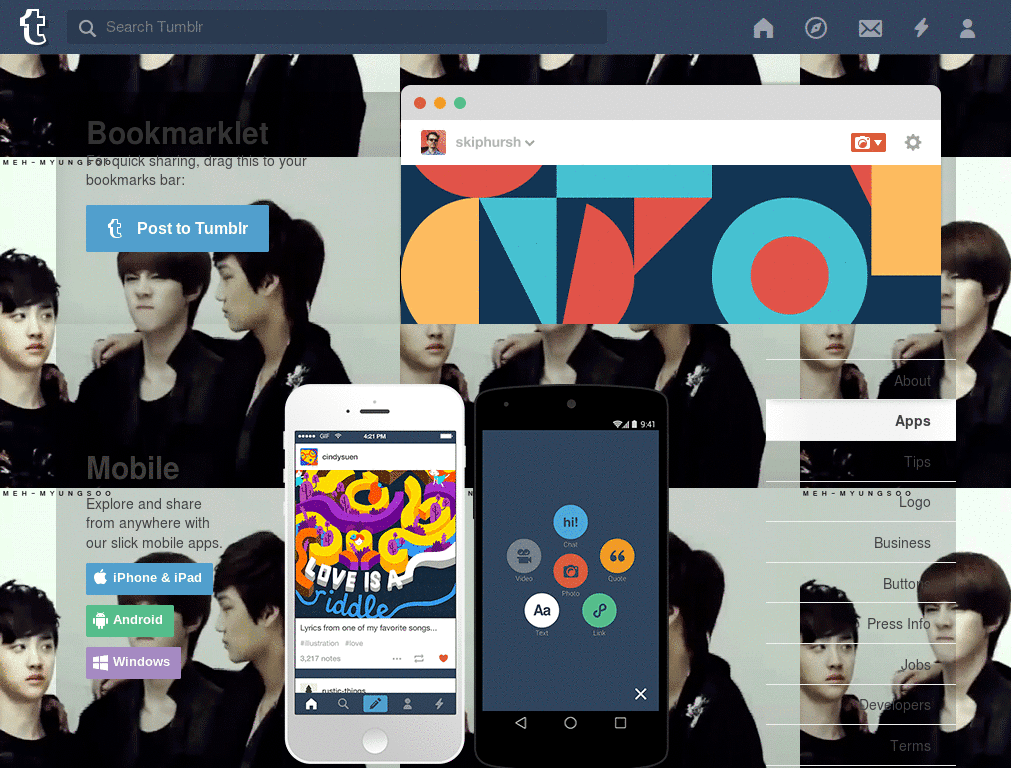 Search Tumblr
Bookmarklet
For quick sharing, drag this to your
bookmarks bar:
Post to Tumblr
MEH-MYUNGSOO
skiphursh
About
Apps
Tips
Logo
Business
Buttons
Press Info
Jobs
Developers
Terms
Mobile
MEH-MYUNGSOO
MEH-MYUNGSOO
Explore and share
from anywhere with
our slick mobile apps.
iPhone & iPad
Android
Windows
GIF
4:21 PM
cindysuen
LOVE IS A
riddle
Lyrics from one of my favorite songs...
#illustration #love
3,217 notes
rustic-things
9:41
hi!
Chat
Video
Photo
Quote
Aa
Text
Link